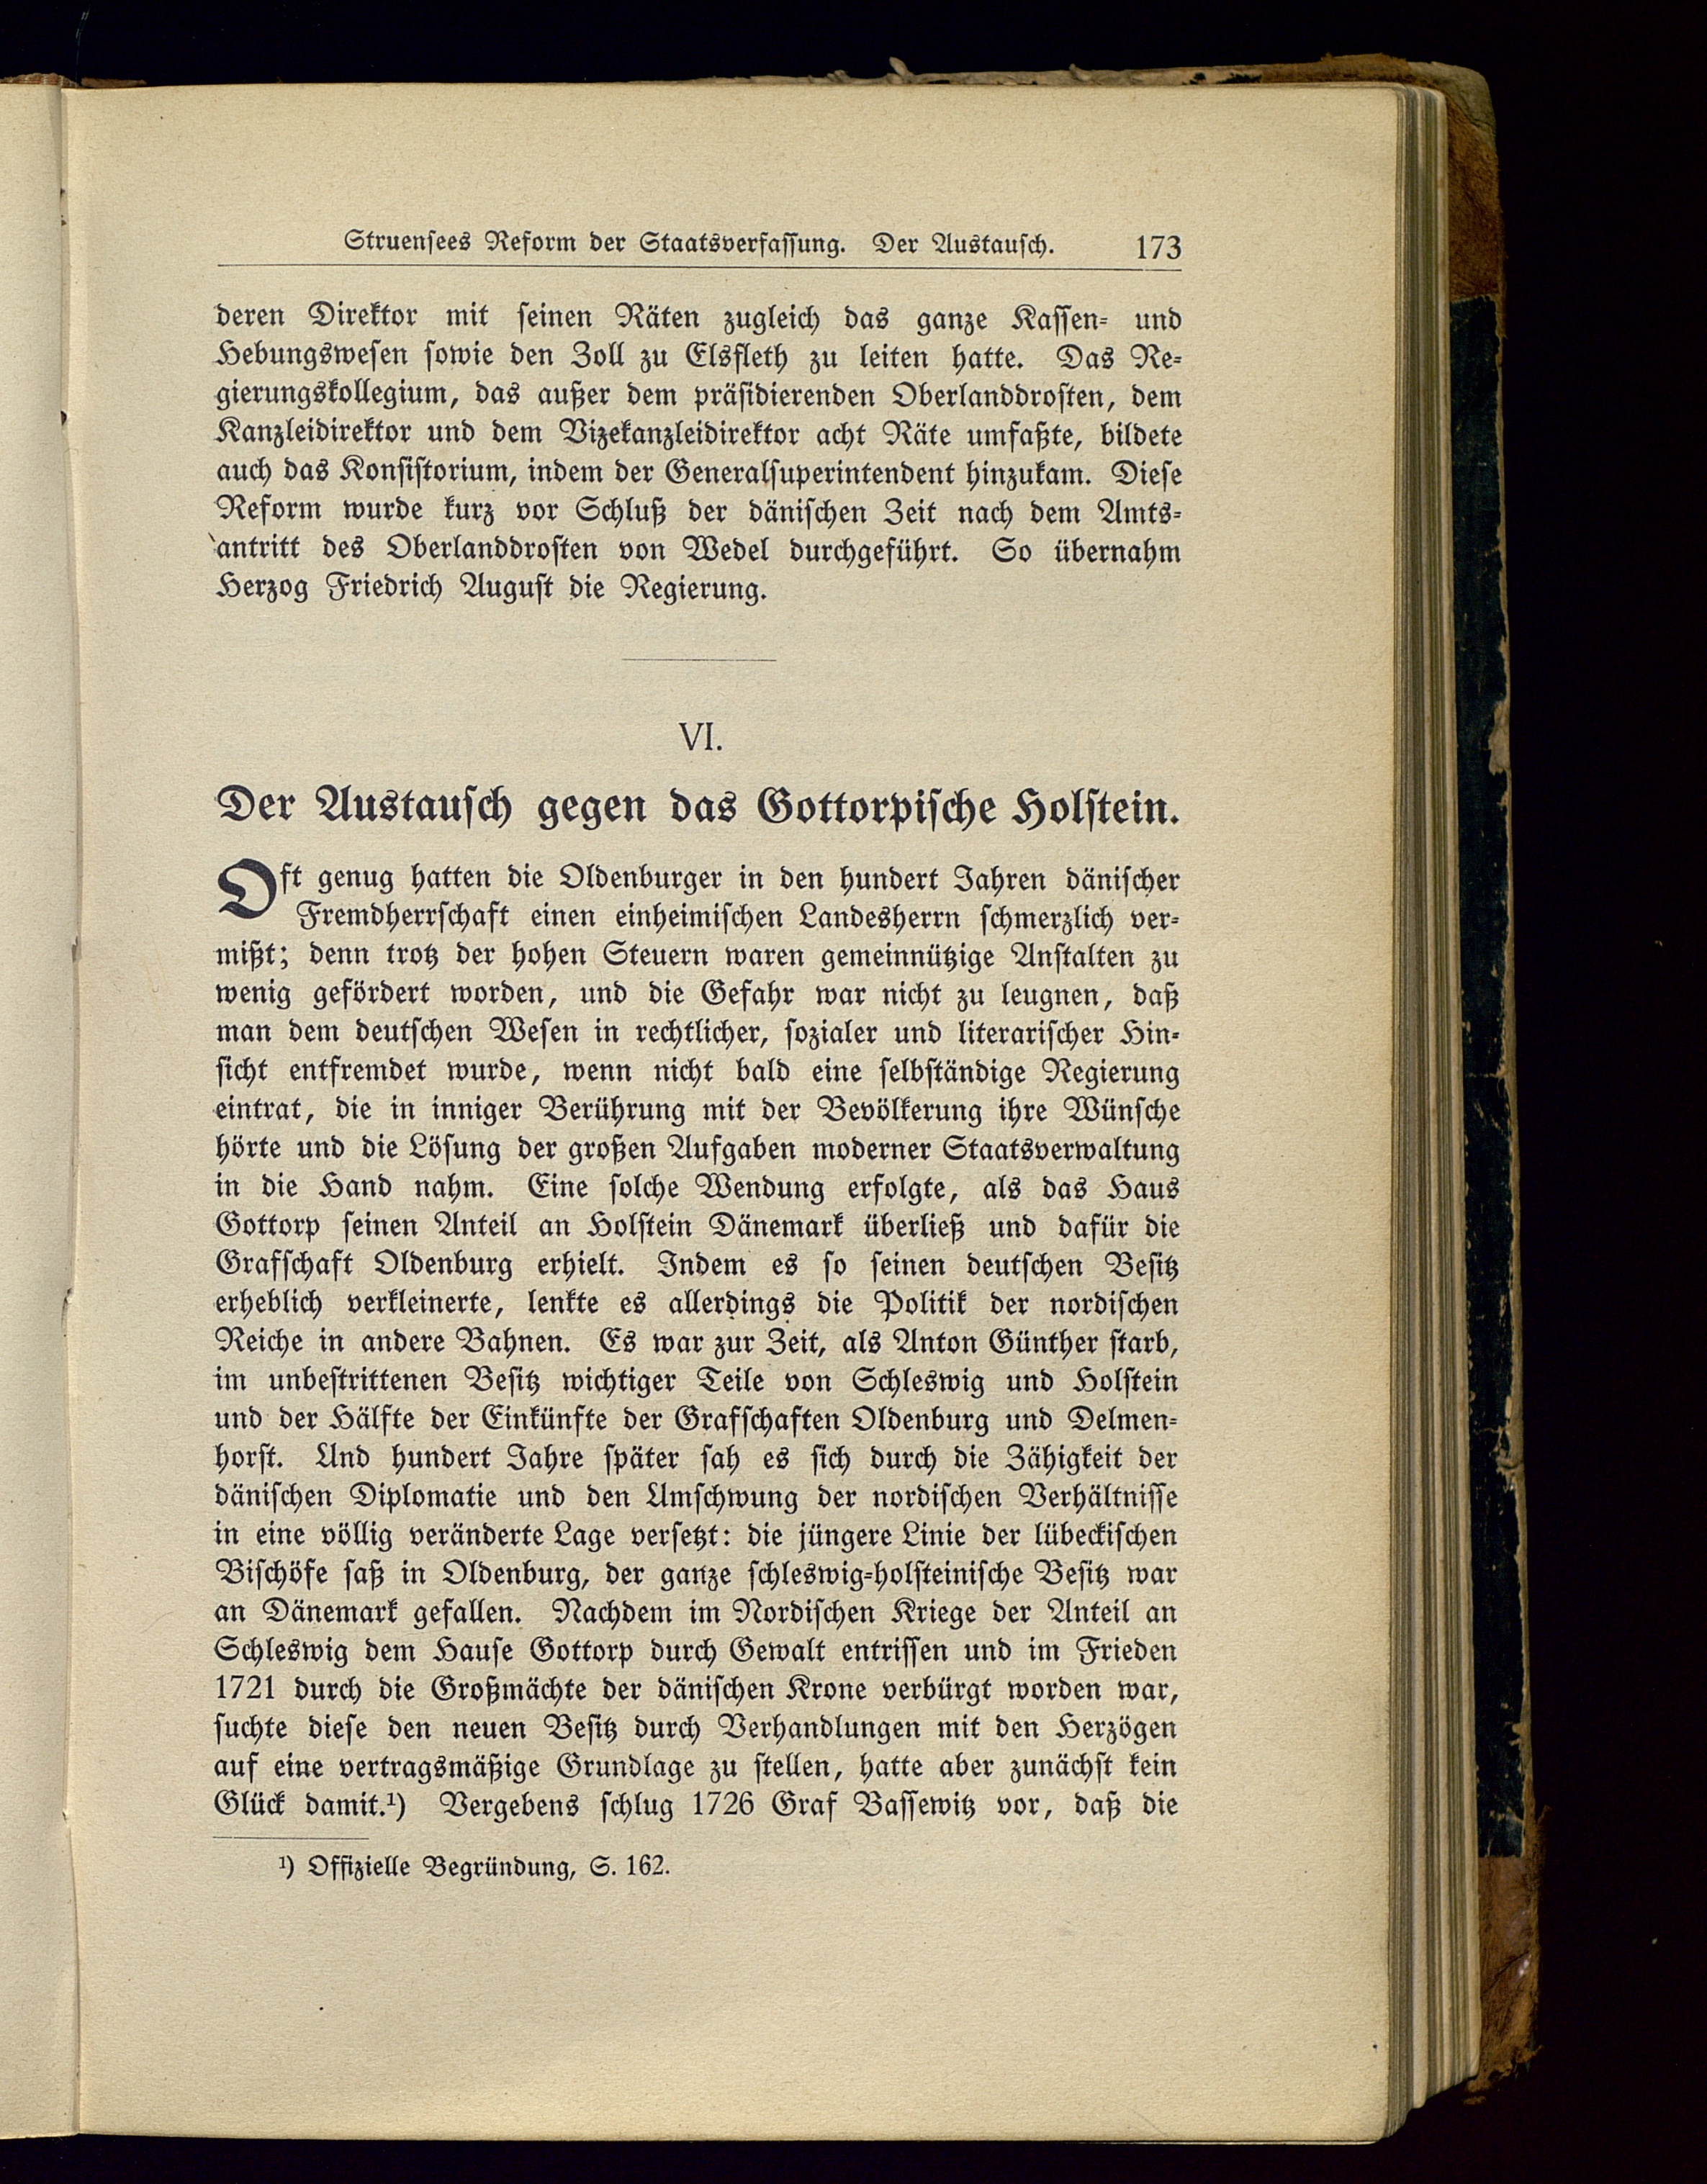 Struensees Reform der Staatsverfassung. Der Austausch. 173
deren Direktor mit seinen Räten zugleich das ganze Kassen- und
Hebungswesen sowie den Zoll zu Elsfleth zu leiten hatte. Das Re-
gierungskollegium, das außer dem präsidierenden Oberlanddrosten, dem
Kanzleidirektor und dem Vizekanzleidirektor acht Räte umfaßte, bildete
auch das Konsistorium, indem der Generalsuperintendent hinzukam. Diese
Reform wurde kurz vor Schluß der dänischen Zeit nach dem Amts-
antritt des Oberlanddrosten von Wedel durchgeführt. So übernahm
Herzog Friedrich August die Regierung.
VI.
Der Austausch gegen das Gottorpische Holstein.
Oft genug hatten die Oldenburger in den hundert Jahren dänischer
Fremdherrschaft einen einheimischen Landesherrn schmerzlich ver-
mißt; denn trotz der hohen Steuern waren gemeinnützige Anstalten zu
wenig gefördert worden, und die Gefahr war nicht zu leugnen, daß
man dem deutschen Wesen in rechtlicher, sozialer und literarischer Hin-
sicht entfremdet wurde, wenn nicht bald eine selbständige Regierung
eintrat, die in inniger Berührung mit der Bevölkerung ihre Wünsche
hörte und die Lösung der großen Aufgaben moderner Staatsverwaltung
in die Hand nahm. Eine solche Wendung erfolgte, als das Haus
Gottorp seinen Anteil an Holstein Dänemark überließ und dafür die
Grafschaft Oldenburg erhielt. Indem es so seinen deutschen Besitz
erheblich verkleinerte, lenkte es allerdings die Politik der nordischen
Reiche in andere Bahnen. Es war zur Zeit, als Anton Günther starb,
im unbestrittenen Besitz wichtiger Teile von Schleswig und Holstein
und der Hälfte der Einkünfte der Grafschaften Oldenburg und Delmen-
horst. Und hundert Jahre später sah es sich durch die Zähigkeit der
dänischen Diplomatie und den Umschwung der nordischen Verhältnisse
in eine völlig veränderte Lage versetzt: die jüngere Linie der lübeckischen
Bischöfe saß in Oldenburg, der ganze schleswig-holsteinische Besitz war
an Dänemark gefallen. Nachdem im Nordischen Kriege der Anteil an
Schleswig dem Hause Gottorp durch Gewalt entrissen und im Frieden
1721 durch die Großmächte der dänischen Krone verbürgt worden war,
suchte diese den neuen Besitz durch Verhandlungen mit den Herzögen
auf eine vertragsmäßige Grundlage zu stellen, hatte aber zunächst kein
Glück damit.¹) Vergebens schlug 1726 Graf Bassewitz vor, daß die
¹) Offizielle Begründung, S. 162.